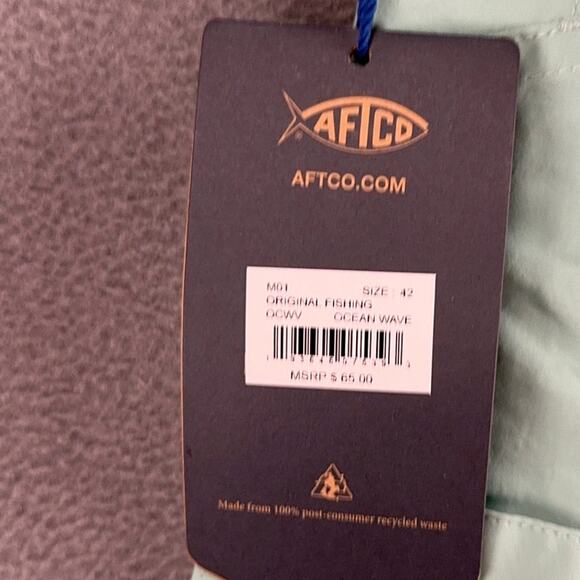 AFTCO
AFTCO.COM
M01 SIZE : 42
ORIGINAL FISHING
OCWV OCEAN WAVE
MSRP $ 65.00
Made from 100% post-consumer recycled waste